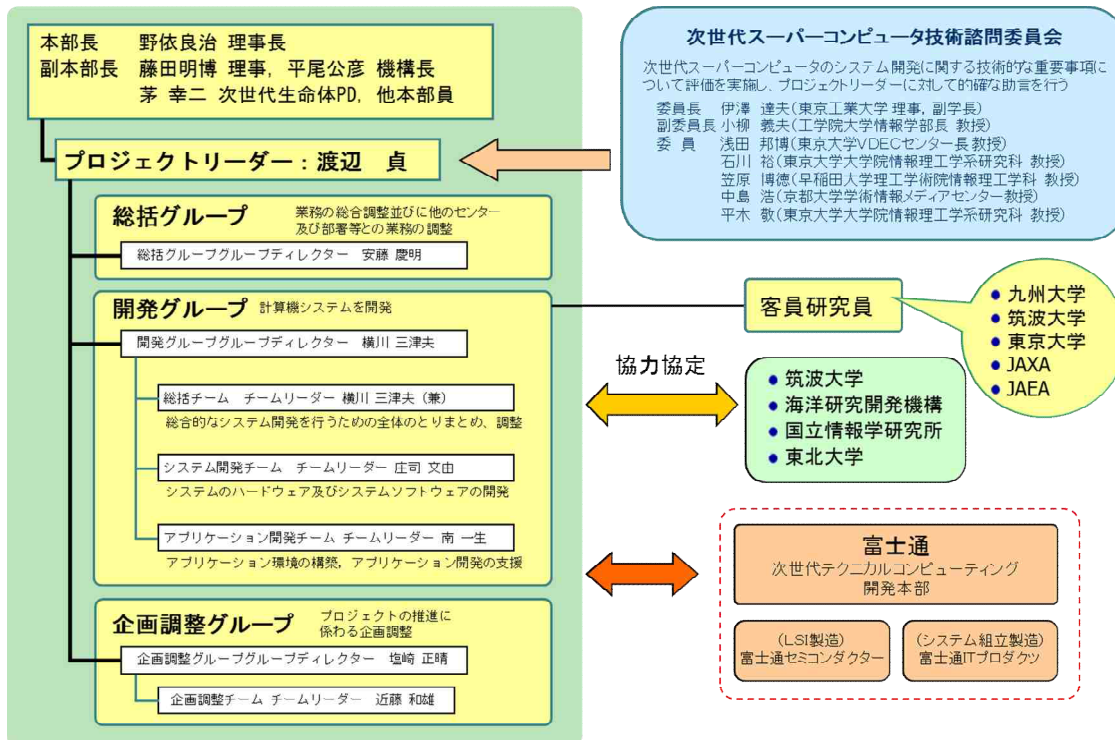 本部長 野依良治 理事長
副本部長 藤田明博 理事, 平尾公彦 機構長
茅 幸二 次世代生命体PD, 他本部員
プロジェクトリーダー：渡辺 貞
総括グループ 業務の総合調整並びに他のセンター
及び部署等との業務の調整
総括グループグループディレクター 安藤 慶明
開発グループ 計算機システムを開発
開発グループグループディレクター 横川 三津夫
総括チーム チームリーダー 横川 三津夫（兼）
総合的なシステム開発を行うための全体のとりまとめ、調整
システム開発チーム チームリーダー 庄司 文由
システムのハードウェア及びシステムソフトウェアの開発
アプリケーション開発チーム チームリーダー 南 一生
アプリケーション環境の構築，アプリケーション開発の支援
企画調整グループ プロジェクトの推進に
係わる企画調整
企画調整グループグループディレクター 塩崎 正晴
企画調整チーム チームリーダー 近藤 和雄
次世代スーパーコンピュータ技術諮問委員会
次世代スーパーコンピュータのシステム開発に関する技術的な重要事項に
ついて評価を実施し、プロジェクトリーダーに対して的確な助言を行う
委員長 伊澤 達夫(東京工業大学 理事, 副学長)
副委員長 小柳 義夫(工学院大学情報学部長 教授)
委 員 浅田 邦博(東京大学VDECセンター長 教授)
石川 裕(東京大学大学院情報理工学系研究科 教授)
笠原 博徳(早稲田大学理工学術院情報理工学科 教授)
中島 浩(京都大学学術情報メディアセンター教授)
平木 敬(東京大学大学院情報理工学系研究科 教授)
客員研究員
● 九州大学
● 筑波大学
● 東京大学
● JAXA
● JAEA
協力協定
● 筑波大学
● 海洋研究開発機構
● 国立情報学研究所
● 東北大学
富士通
次世代テクニカルコンピューティング
開発本部
(LSI製造)
富士通セミコンダクター
(システム組立製造)
富士通ITプロダクツ